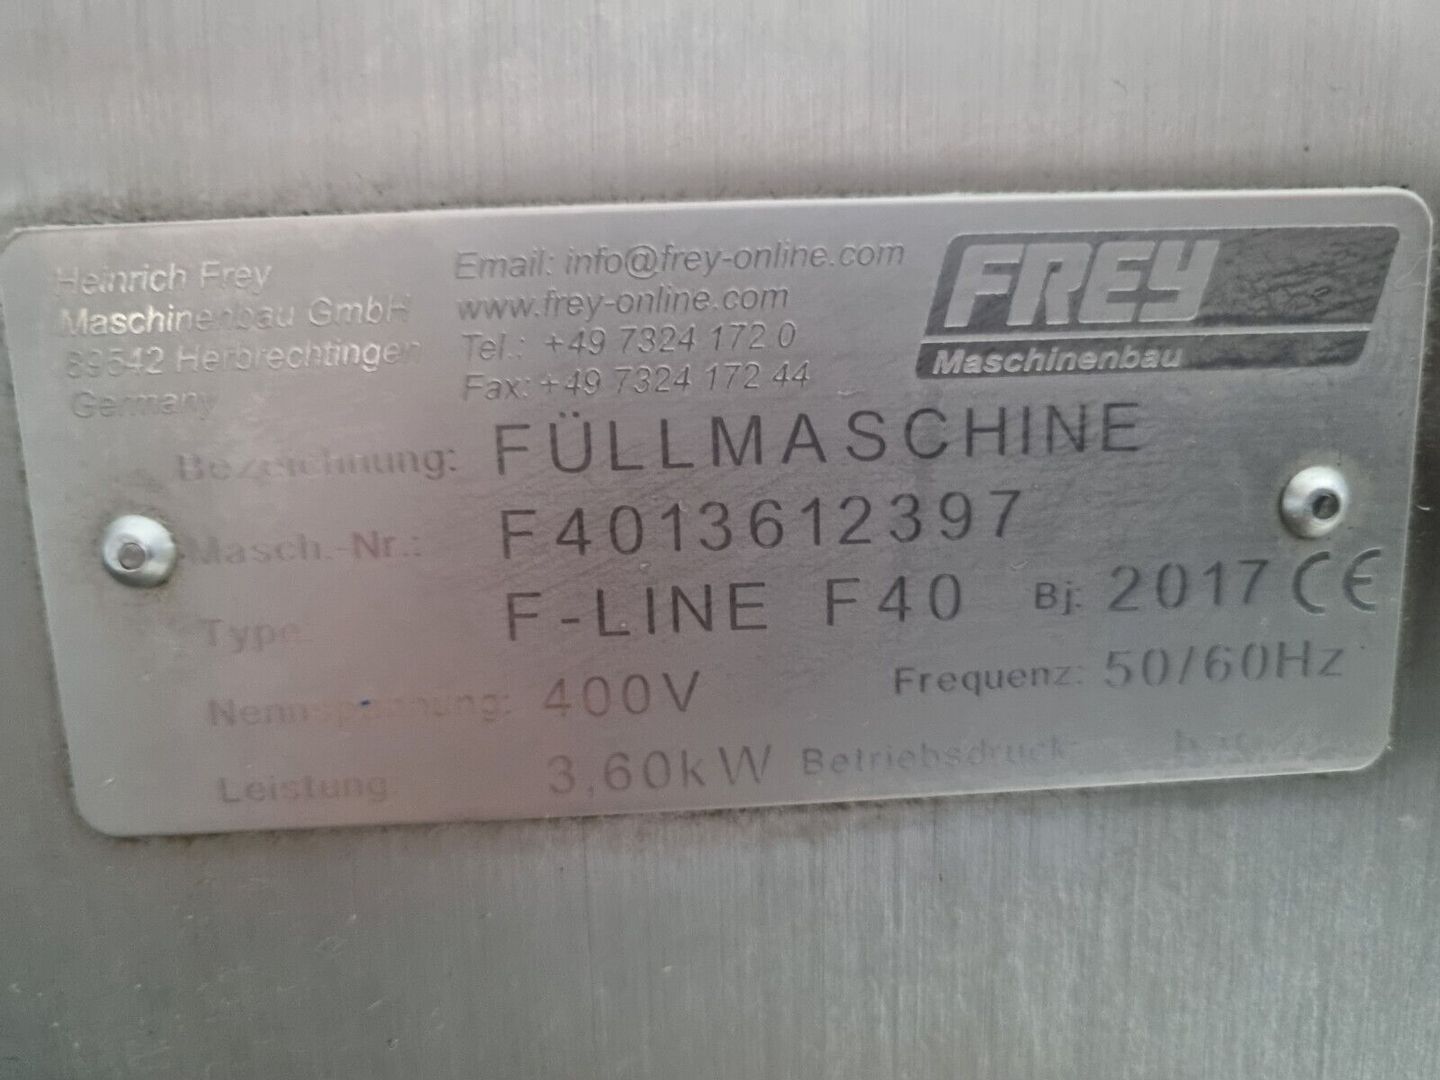 Heinrich Frey
Maschinenbau GmbH
89542 Herbrechtingen
Germany
Email: info@frey-online.com
www.frey-online.com
Tel.: +49 7324 172 0
Fax: +49 7324 172 44
FREY
Maschinenbau
Bezeichnung: FÜLLMASCHINE
Masch.-Nr.: F4013612397
Type: F-LINE F40 Bj: 2017 CE
Nennspannung: 400V Frequenz: 50/60Hz
Leistung: 3,60kW Betriebsdruck: